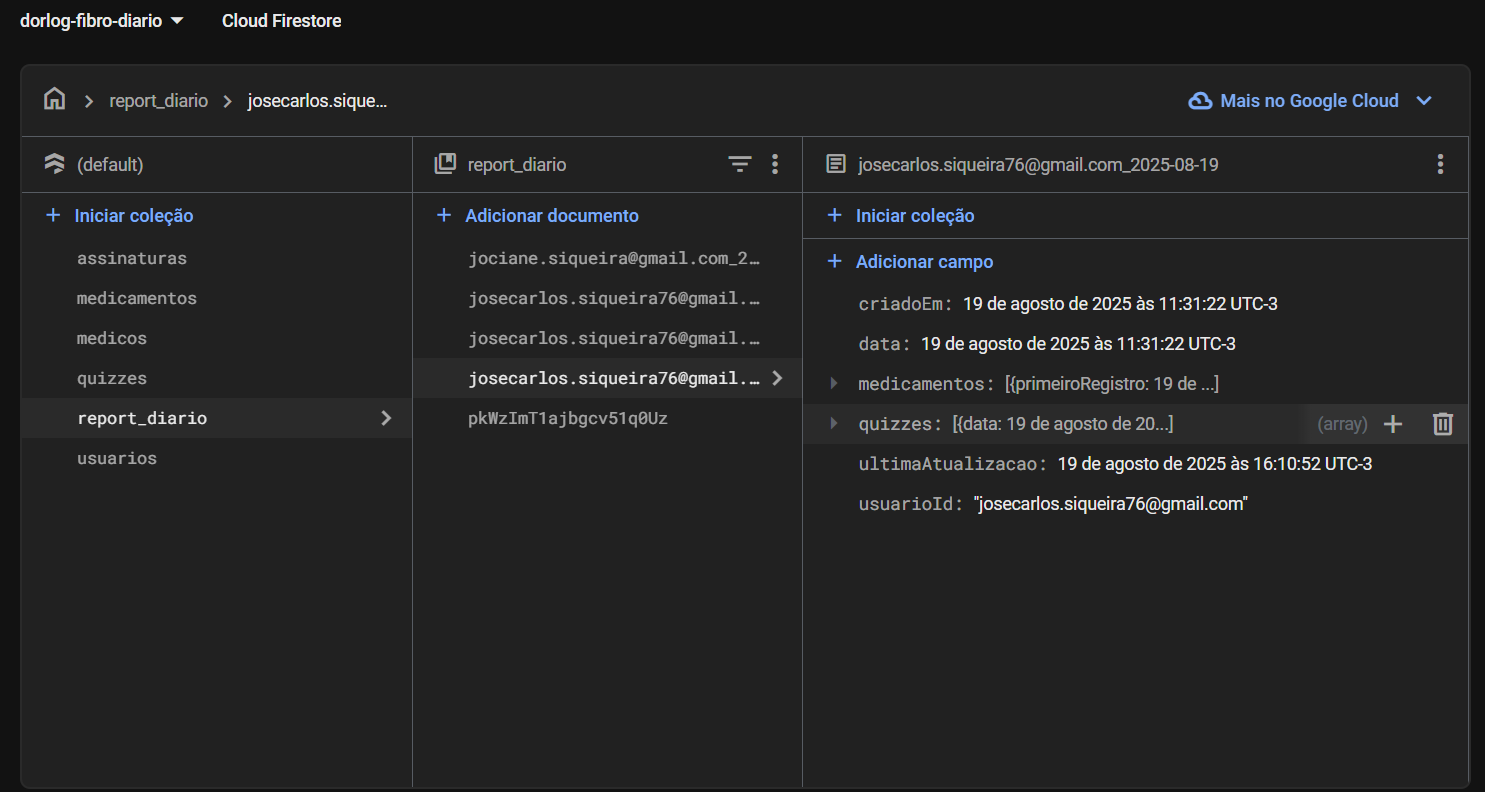 dorlog-fibro-diario Cloud Firestore
report_diario josecarlos.sique... Mais no Google Cloud
(default)
Iniciar coleção
assinaturas
medicamentos
medicos
quizzes
report_diario
usuarios
report_diario
Adicionar documento
jociane.siqueira@gmail.com_2…
josecarlos.siqueira76@gmail.…
josecarlos.siqueira76@gmail.…
josecarlos.siqueira76@gmail.…
pkWzImT1ajbgcv51q0Uz
josecarlos.siqueira76@gmail.com_2025-08-19
Iniciar coleção
Adicionar campo
criadoEm: 19 de agosto de 2025 às 11:31:22 UTC-3
data: 19 de agosto de 2025 às 11:31:22 UTC-3
medicamentos: [{primeiroRegistro: 19 de ...]
quizzes: [{data: 19 de agosto de 20...] (array)
ultimaAtualizacao: 19 de agosto de 2025 às 16:10:52 UTC-3
usuarioId: "josecarlos.siqueira76@gmail.com"